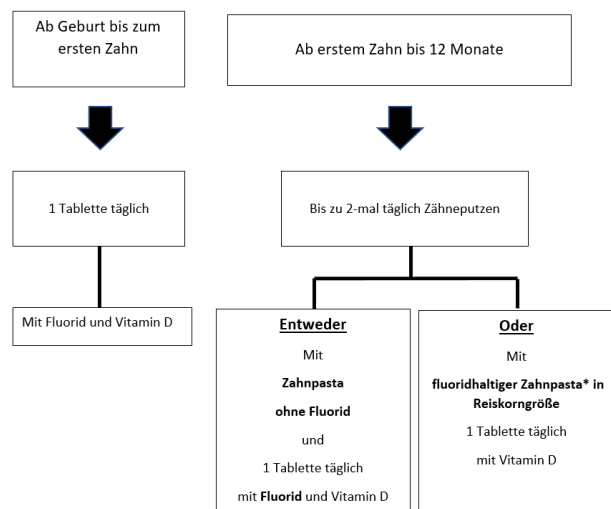 Ab Geburt bis zum
ersten Zahn
Ab erstem Zahn bis 12 Monate
1 Tablette täglich
Bis zu 2-mal täglich Zähneputzen
Mit Fluorid und Vitamin D
Entweder
Mit
Zahnpasta
ohne Fluorid
und
1 Tablette täglich
mit Fluorid und Vitamin D
Oder
Mit
fluoridhaltiger Zahnpasta* in
Reiskorngröße
1 Tablette täglich
mit Vitamin D